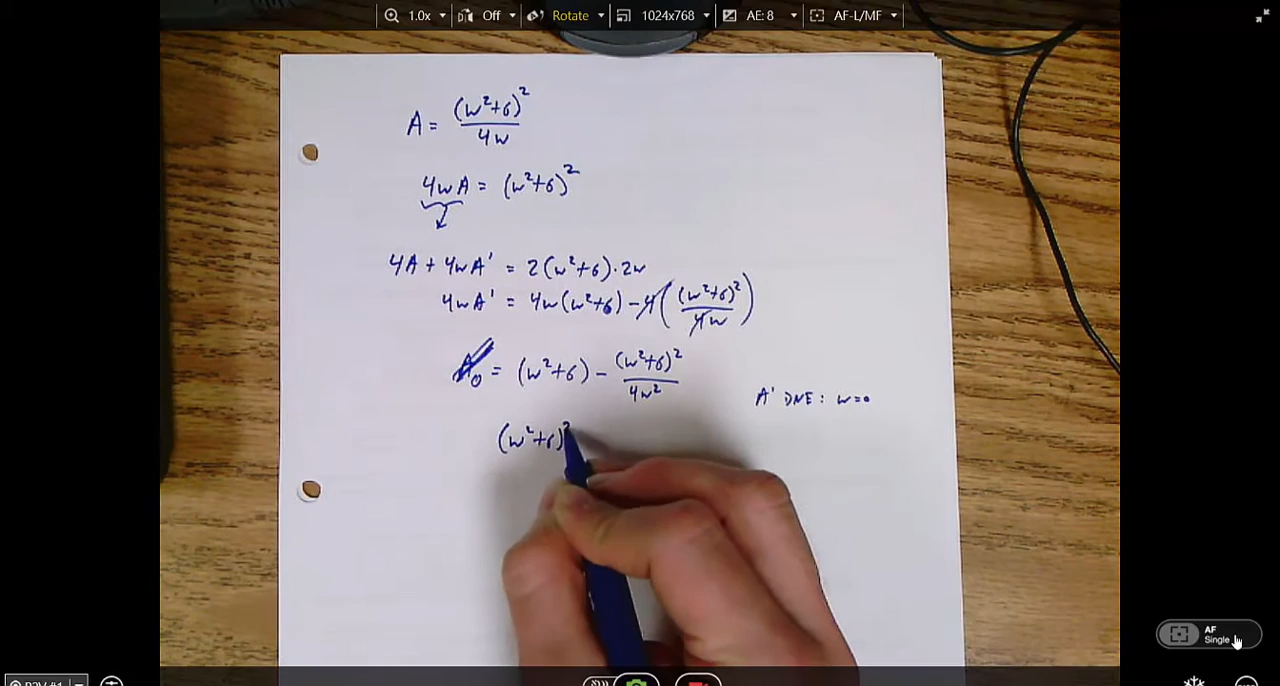 1.0x Off Rotate 1024x768 AE: 8 AF-L/MF
A = (w²+6)² / 4w
4wA = (w²+6)²
4A + 4wA' = 2(w²+6)·2w
4wA' = 4w(w²+6) - 4((w²+6)² / 4w)
0 = (w²+6) - (w²+6)² / 4w²
A' DNE: w=0
(w²+6)²
AF
Single